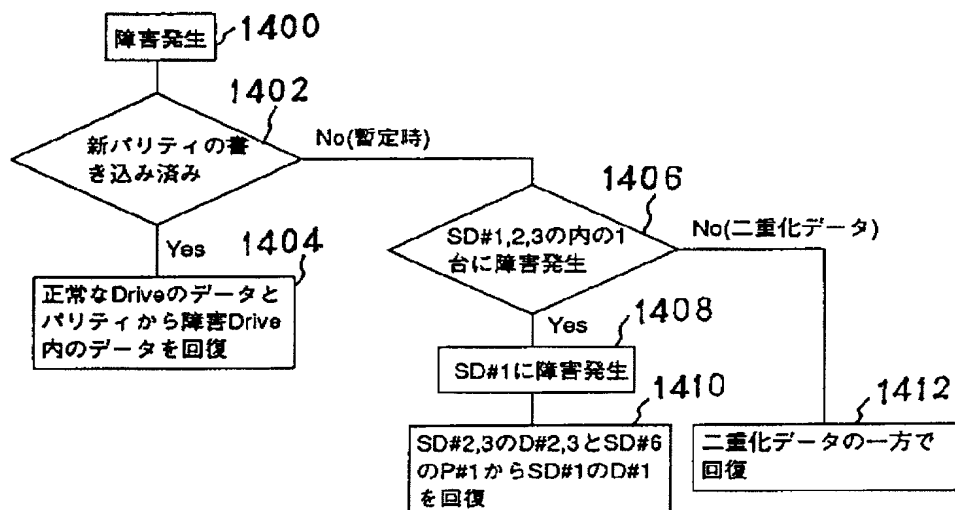 障害発生
1400
1402
新パリティの書
き込み済み
No(暫定時)
Yes
1404
正常なDriveのデータと
パリティから障害Drive
内のデータを回復
1406
SD#1,2,3の内の1
台に障害発生
No(二重化データ)
Yes
1408
SD#1に障害発生
1410
SD#2,3のD#2,3とSD#6
のP#1からSD#1のD#1
を回復
1412
二重化データの一方で
回復